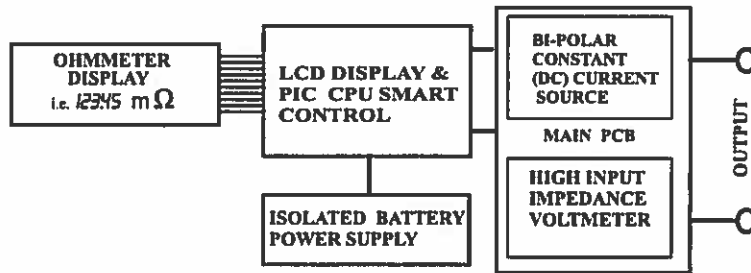 OHMMETER
DISPLAY
i.e. 123.45 mΩ
LCD DISPLAY &
PIC CPU SMART
CONTROL
ISOLATED BATTERY
POWER SUPPLY
BI-POLAR
CONSTANT
(DC) CURRENT
SOURCE
MAIN PCB
HIGH INPUT
IMPEDANCE
VOLTMETER
OUTPUT